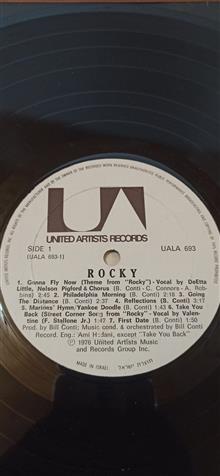 UA
UNITED ARTISTS RECORDS
SIDE 1
(UALA 693-1)
UALA 693
ROCKY
1. Gonna Fly Now (Theme from "Rocky") - Vocal by DeEtta
Little, Nelson Pigford & Chorus (B. Conti - C. Connors - A. Rob-
bins) 2:45 2. Philadelphia Morning (B. Conti) 2:18 3. Going
The Distance (B. Conti) 2:37 4. Reflections (B. Conti) 3:17
5. Marines' Hymn/Yankee Doodle (B. Conti) 1:43 6. Take You
Back (Street Corner Song from "Rocky") - Vocal by Valen-
tine (F. Stallone Jr.) 1:47 7. First Date (B. Conti) 1:50
Prod. by Bill Conti; Music cond. & orchestrated by Bill Conti
Record. Eng.: Ami Hadani, except "Take You Back"
© 1976 United Artists Music
and Records Group Inc.
MADE IN ISRAEL
תוצרת ישראל